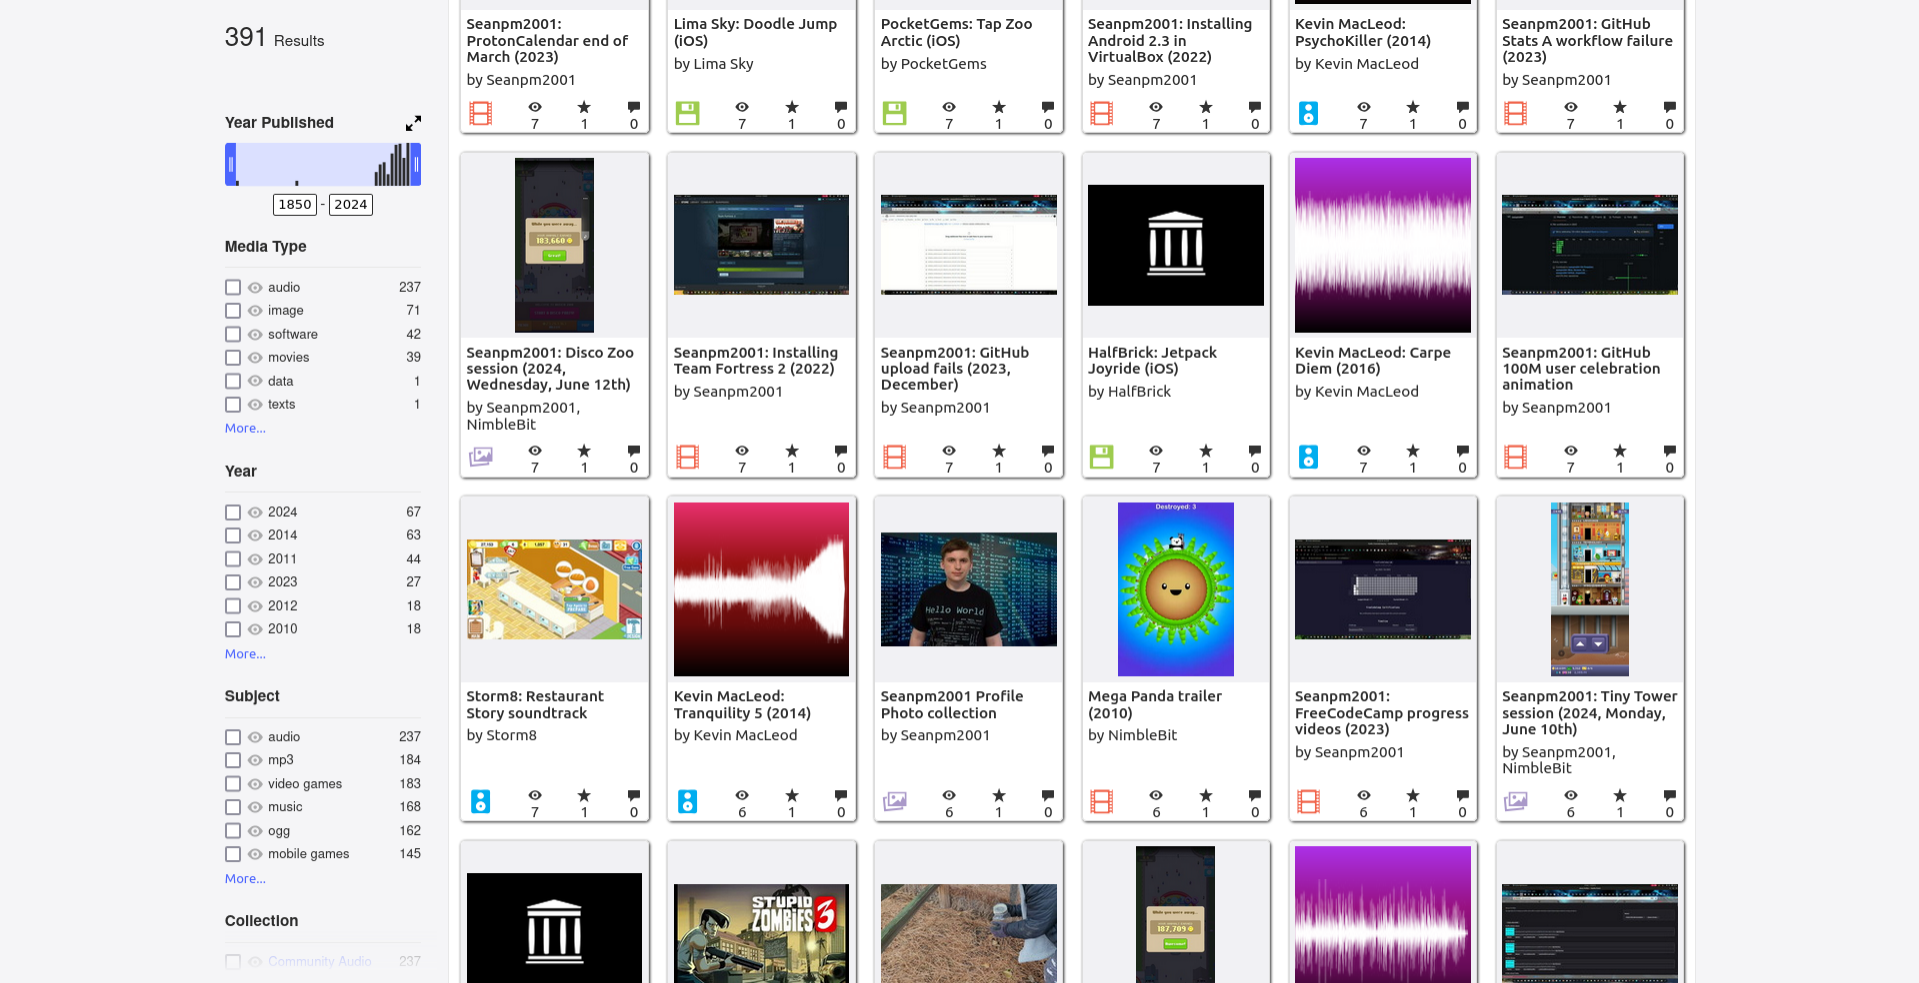 391 Results
Year Published
1850 - 2024
Media Type
audio 237
image 71
software 42
movies 39
data 1
texts 1
More...
Year
2024 67
2014 63
2011 44
2023 27
2012 18
2010 18
More...
Subject
audio 237
mp3 184
video games 183
music 168
ogg 162
mobile games 145
More...
Collection
Community Audio 237
Seanpm2001:
ProtonCalendar end of
March (2023)
by Seanpm2001
7 1 0
Lima Sky: Doodle Jump
(iOS)
by Lima Sky
7 1 0
PocketGems: Tap Zoo
Arctic (iOS)
by PocketGems
7 1 0
Seanpm2001: Installing
Android 2.3 in
VirtualBox (2022)
by Seanpm2001
7 1 0
Kevin MacLeod:
PsychoKiller (2014)
by Kevin MacLeod
7 1 0
Seanpm2001: GitHub
Stats A workflow failure
(2023)
by Seanpm2001
7 1 0
While you were away...
183,660
Seanpm2001: Disco Zoo
session (2024,
Wednesday, June 12th)
by Seanpm2001,
NimbleBit
7 1 0
Seanpm2001: Installing
Team Fortress 2 (2022)
by Seanpm2001
7 1 0
Seanpm2001: GitHub
upload fails (2023,
December)
by Seanpm2001
7 1 0
HalfBrick: Jetpack
Joyride (iOS)
by HalfBrick
7 1 0
Kevin MacLeod: Carpe
Diem (2016)
by Kevin MacLeod
7 1 0
Seanpm2001: GitHub
100M user celebration
animation
by Seanpm2001
7 1 0
Storm8: Restaurant
Story soundtrack
by Storm8
7 1 0
Kevin MacLeod:
Tranquility 5 (2014)
by Kevin MacLeod
6 1 0
Hello World
Seanpm2001 Profile
Photo collection
by Seanpm2001
6 1 0
Destroyed: 3
Mega Panda trailer
(2010)
by NimbleBit
6 1 0
Seanpm2001:
FreeCodeCamp progress
videos (2023)
by Seanpm2001
6 1 0
Seanpm2001: Tiny Tower
session (2024, Monday,
June 10th)
by Seanpm2001,
NimbleBit
6 1 0
STUPID
ZOMBIES 3
While you were away...
187,709